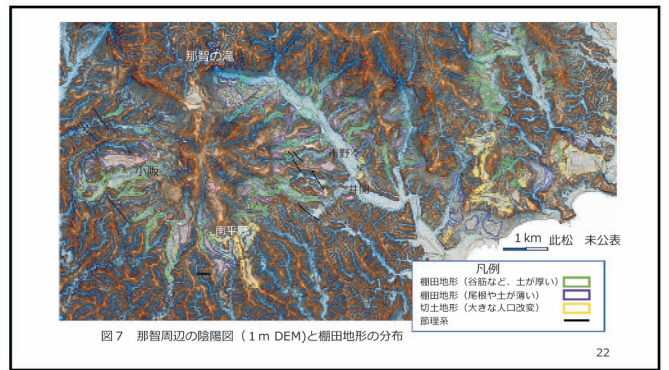 那智の滝
市野々
井関
小阪
南平野
1km 此松 未公表
凡例
棚田地形（谷筋など、土が厚い）
棚田地形（尾根や土が薄い）
切土地形（大きな人口改変）
節理系
図７ 那智周辺の陰陽図（1ｍ DEM)と棚田地形の分布
22